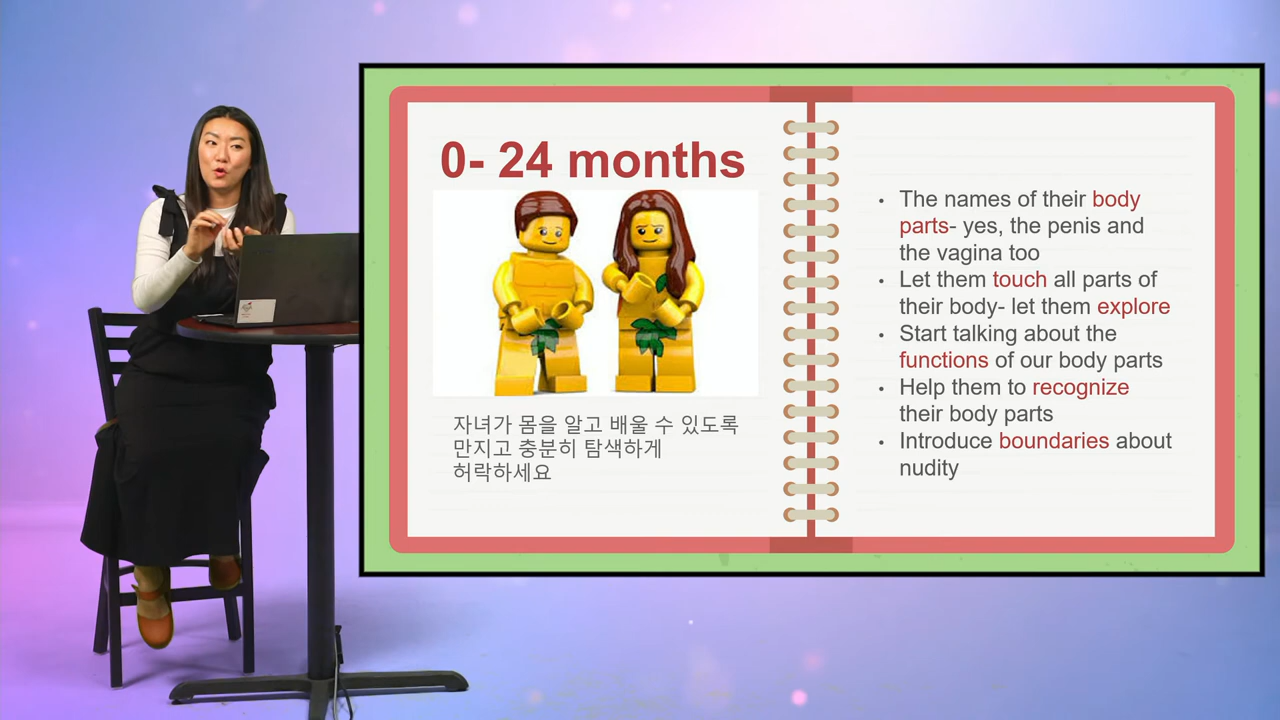 0- 24 months
자녀가 몸을 알고 배울 수 있도록
만지고 충분히 탐색하게
허락하세요
• The names of their body
parts- yes, the penis and
the vagina too
• Let them touch all parts of
their body- let them explore
• Start talking about the
functions of our body parts
• Help them to recognize
their body parts
• Introduce boundaries about
nudity